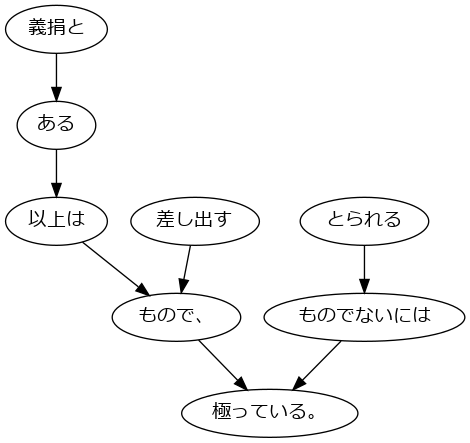 義捐と
ある
以上は
差し出す
とられる
もので、
ものでないには
極っている。